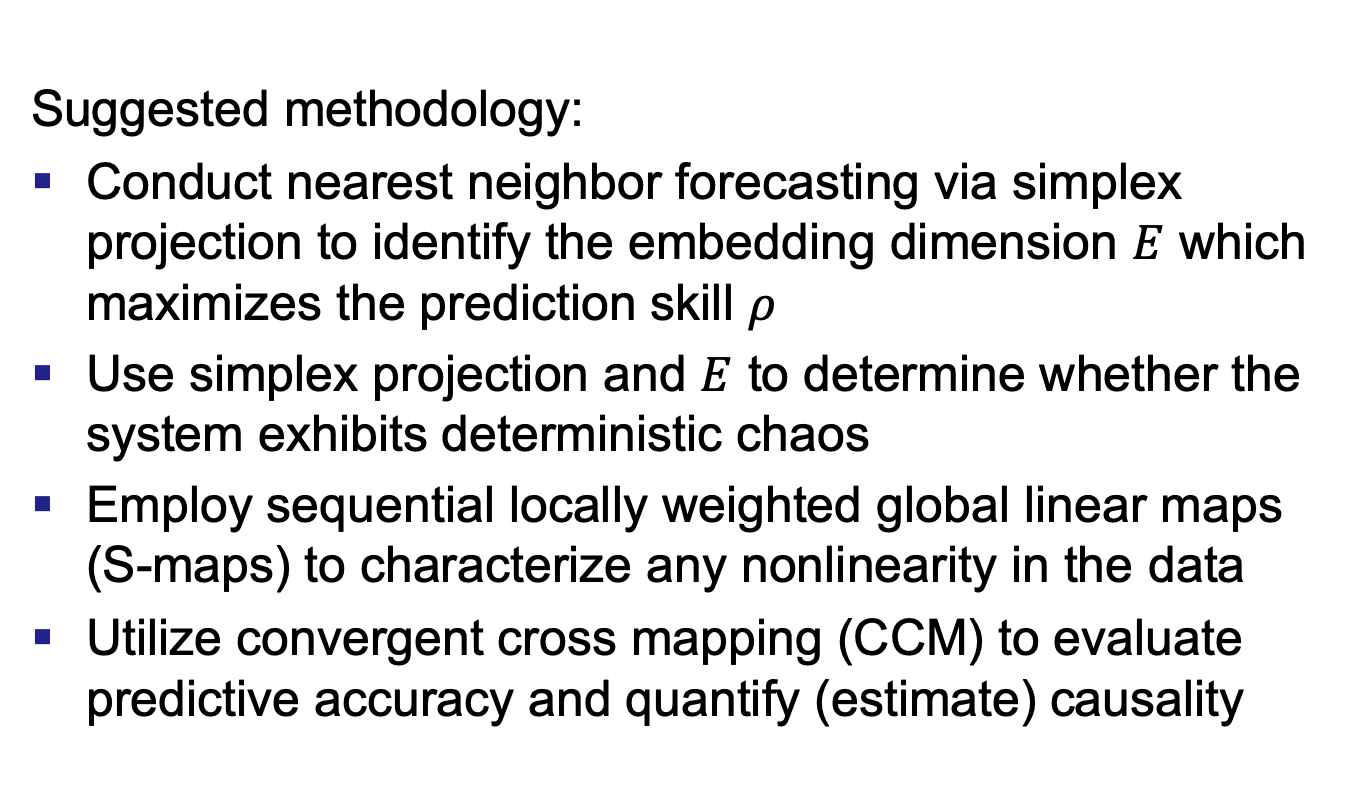 Suggested methodology:
▪ Conduct nearest neighbor forecasting via simplex
projection to identify the embedding dimension 𝐸 which
maximizes the prediction skill 𝜌
▪ Use simplex projection and 𝐸 to determine whether the
system exhibits deterministic chaos
▪ Employ sequential locally weighted global linear maps
(S-maps) to characterize any nonlinearity in the data
▪ Utilize convergent cross mapping (CCM) to evaluate
predictive accuracy and quantify (estimate) causality